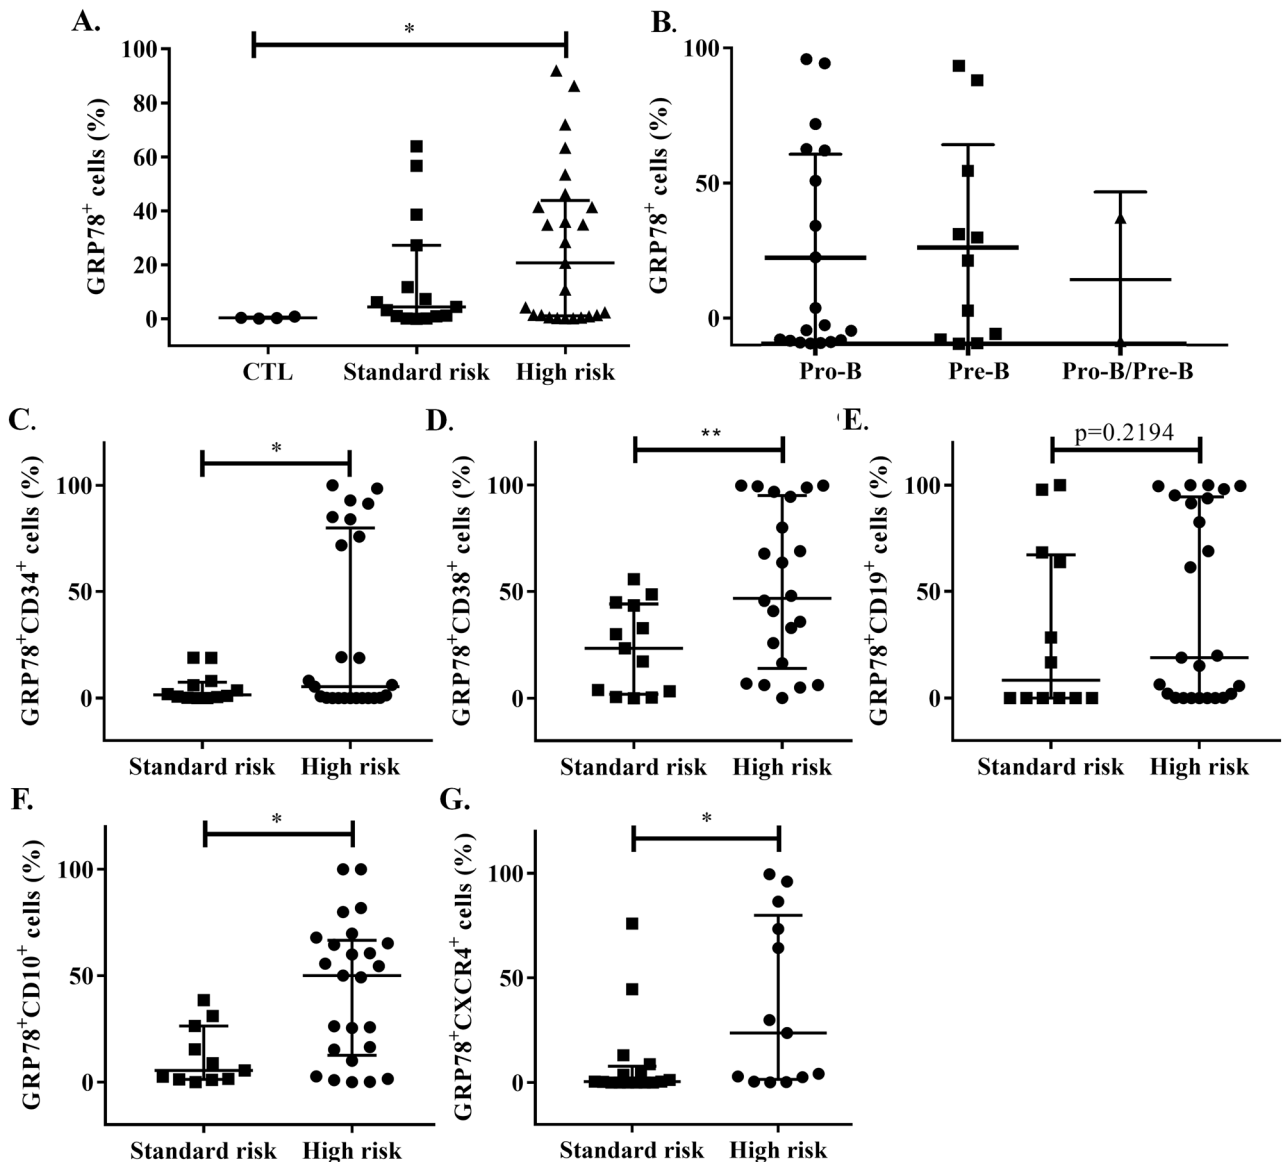 A.
GRP78+ cells (%)
100
80
60
40
20
0
*
CTL
Standard risk
High risk
B.
GRP78+ cells (%)
100
50
0
Pro-B
Pre-B
Pro-B/Pre-B
C.
GRP78+CD34+ cells (%)
100
50
0
*
Standard risk
High risk
D.
GRP78+CD38+ cells (%)
100
50
0
**
Standard risk
High risk
E.
GRP78+CD19+ cells (%)
100
50
0
p=0.2194
Standard risk
High risk
F.
GRP78+CD10+ cells (%)
100
50
0
*
Standard risk
High risk
G.
GRP78+CXCR4+ cells (%)
100
50
0
*
Standard risk
High risk